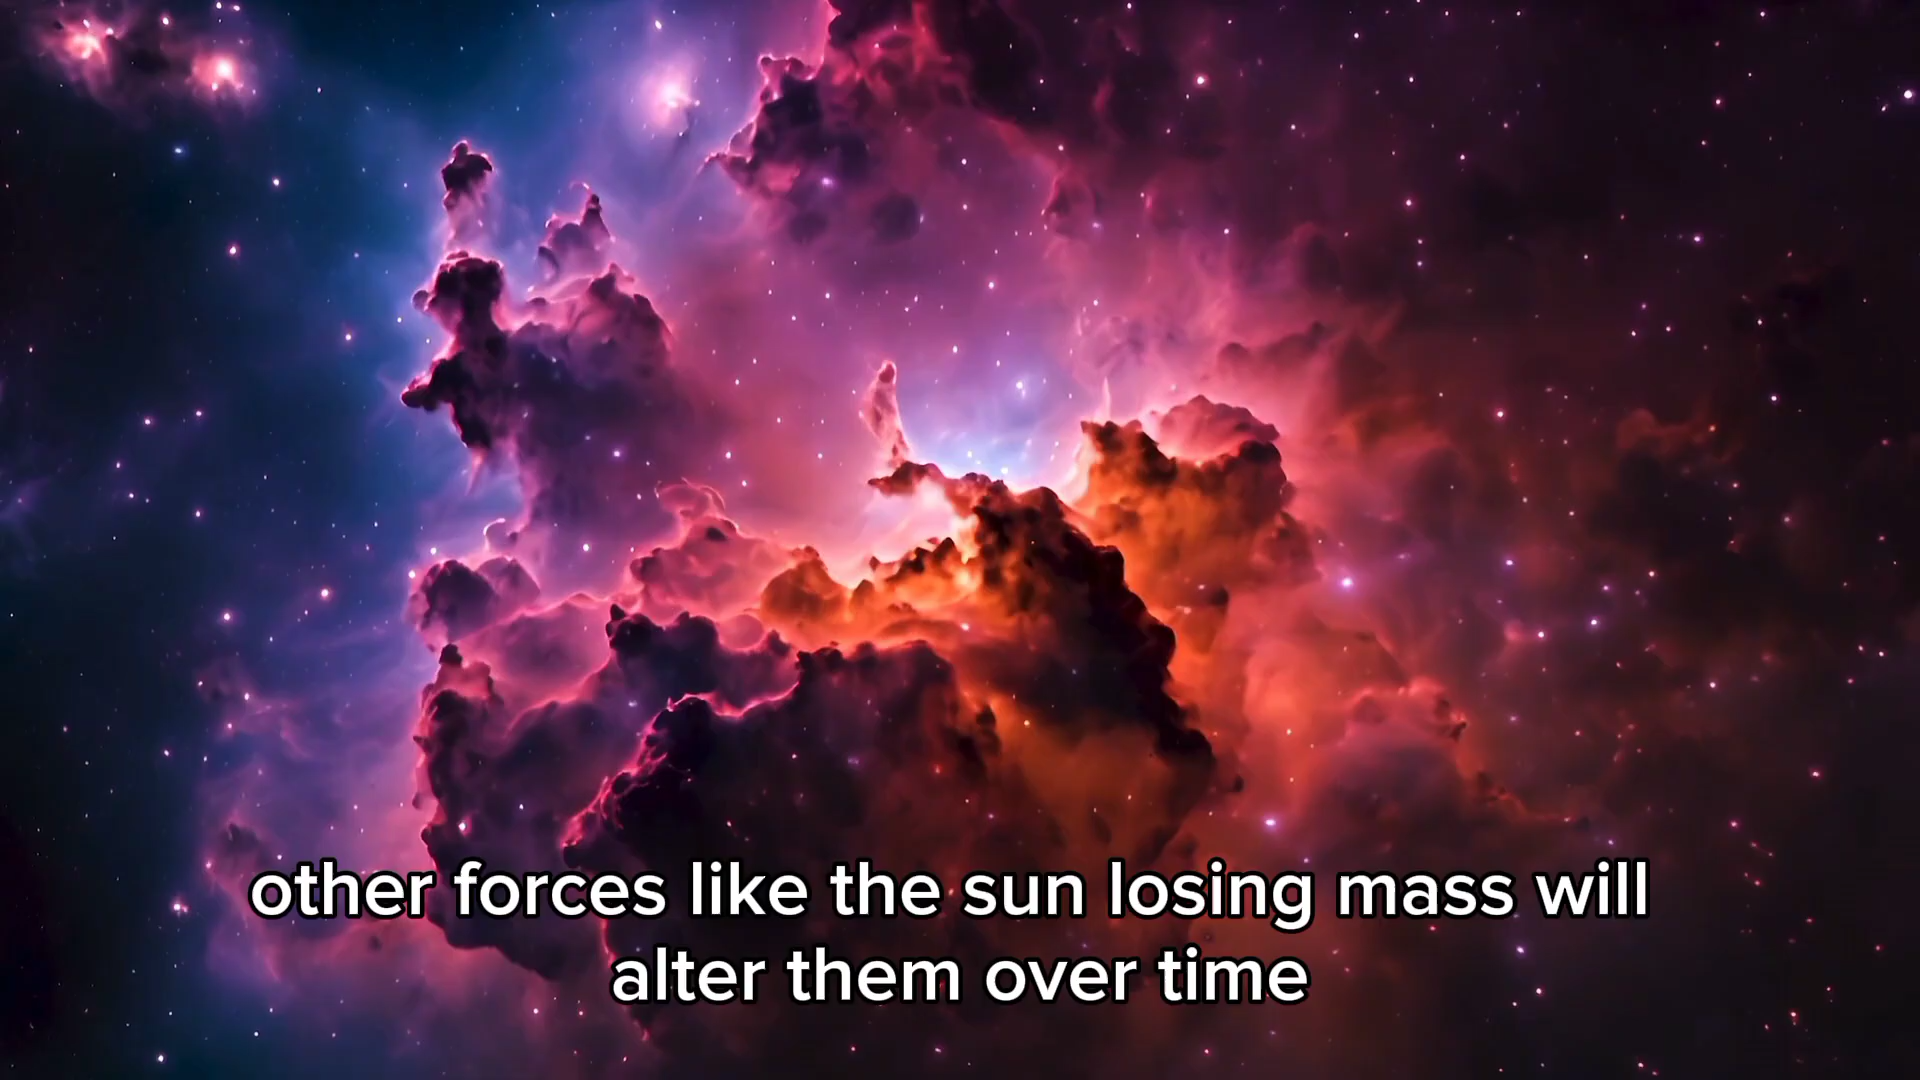 other forces like the sun losing mass will
alter them over time